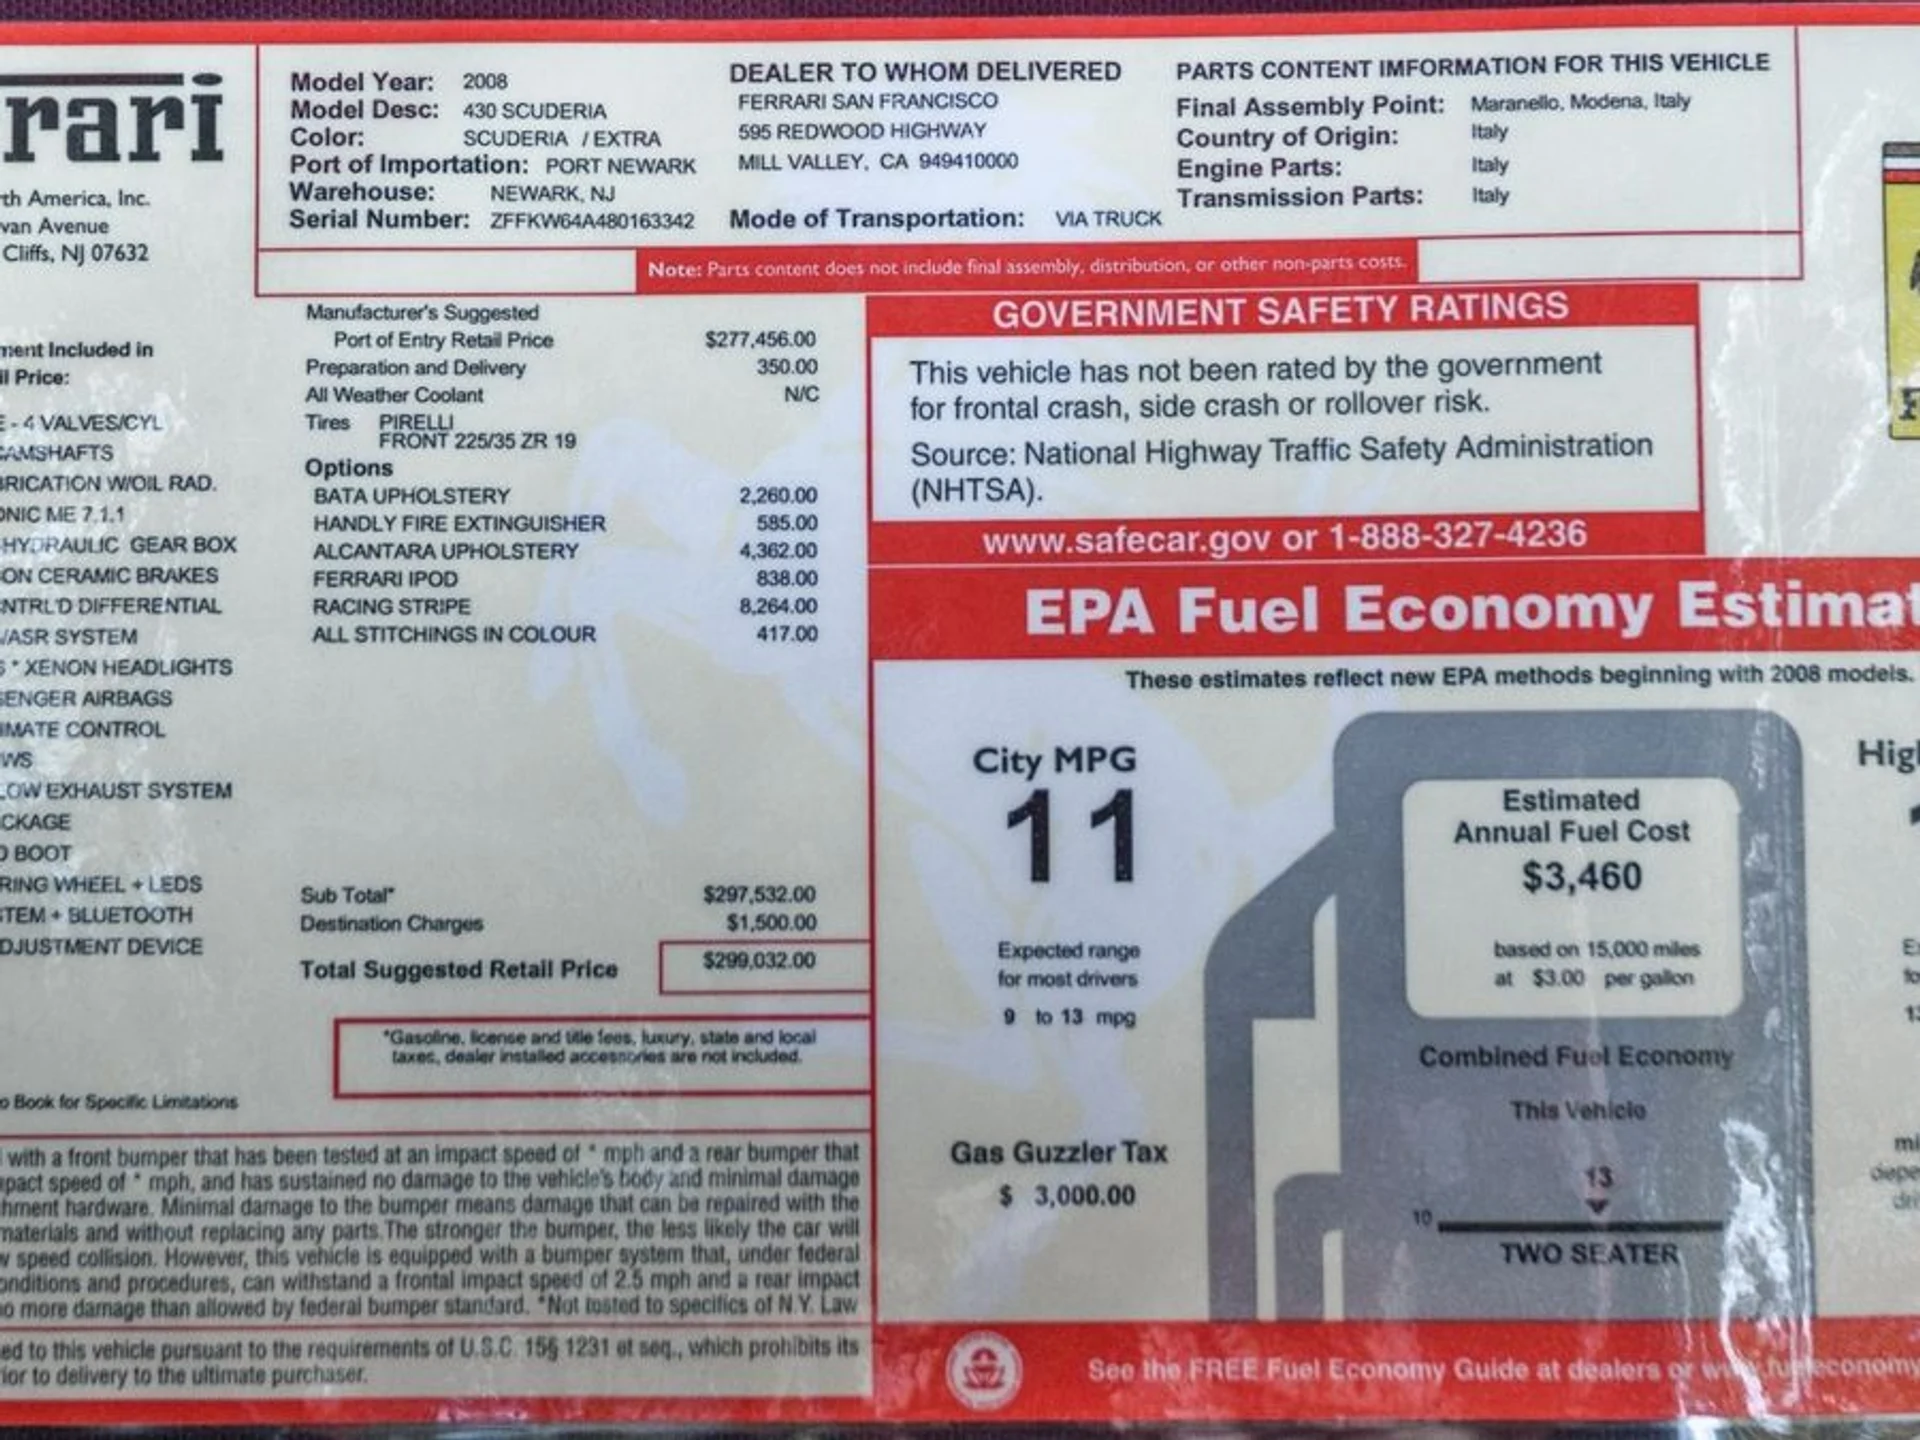 rari
rth America, Inc.
van Avenue
Cliffs, NJ 07632
ment Included in
il Price:
E - 4 VALVES/CYL
CAMSHAFTS
BRICATION W/OIL RAD.
ONIC ME 7.1.1
-HYDRAULIC GEAR BOX
ON CERAMIC BRAKES
NTRL'D DIFFERENTIAL
/ASR SYSTEM
S * XENON HEADLIGHTS
SENGER AIRBAGS
IMATE CONTROL
WS
LOW EXHAUST SYSTEM
CKAGE
D BOOT
RING WHEEL + LEDS
STEM + BLUETOOTH
DJUSTMENT DEVICE
o Book for Specific Limitations
Model Year: 2008
Model Desc: 430 SCUDERIA
Color: SCUDERIA / EXTRA
Port of Importation: PORT NEWARK
Warehouse: NEWARK, NJ
Serial Number: ZFFKW64A480163342
DEALER TO WHOM DELIVERED
FERRARI SAN FRANCISCO
595 REDWOOD HIGHWAY
MILL VALLEY, CA 949410000
Mode of Transportation: VIA TRUCK
PARTS CONTENT IMFORMATION FOR THIS VEHICLE
Final Assembly Point: Maranello, Modena, Italy
Country of Origin: Italy
Engine Parts: Italy
Transmission Parts: Italy
Note: Parts content does not include final assembly, distribution, or other non-parts costs.
Manufacturer's Suggested
Port of Entry Retail Price $277,456.00
Preparation and Delivery 350.00
All Weather Coolant N/C
Tires PIRELLI
FRONT 225/35 ZR 19
Options
BATA UPHOLSTERY 2,260.00
HANDLY FIRE EXTINGUISHER 585.00
ALCANTARA UPHOLSTERY 4,362.00
FERRARI IPOD 838.00
RACING STRIPE 8,264.00
ALL STITCHINGS IN COLOUR 417.00
Sub Total* $297,532.00
Destination Charges $1,500.00
Total Suggested Retail Price $299,032.00
*Gasoline, license and title fees, luxury, state and local
taxes, dealer installed accessories are not included.
with a front bumper that has been tested at an impact speed of * mph and a rear bumper that
pact speed of * mph, and has sustained no damage to the vehicle's body and minimal damage
hment hardware. Minimal damage to the bumper means damage that can be repaired with the
materials and without replacing any parts.The stronger the bumper, the less likely the car will
w speed collision. However, this vehicle is equipped with a bumper system that, under federal
onditions and procedures, can withstand a frontal impact speed of 2.5 mph and a rear impact
no more damage than allowed by federal bumper standard. *Not tested to specifics of N.Y. Law
ed to this vehicle pursuant to the requirements of U.S.C. 15§ 1231 et seq., which prohibits its
ior to delivery to the ultimate purchaser.
GOVERNMENT SAFETY RATINGS
This vehicle has not been rated by the government
for frontal crash, side crash or rollover risk.
Source: National Highway Traffic Safety Administration
(NHTSA).
www.safecar.gov or 1-888-327-4236
EPA Fuel Economy Estimat
These estimates reflect new EPA methods beginning with 2008 models.
City MPG
11
Expected range
for most drivers
9 to 13 mpg
Gas Guzzler Tax
$ 3,000.00
Estimated
Annual Fuel Cost
$3,460
based on 15,000 miles
at $3.00 per gallon
Combined Fuel Economy
This Vehicle
13
10
TWO SEATER
High
1
E
fo
13
mi
depe
dri
See the FREE Fuel Economy Guide at dealers or www.fueleconomy
F